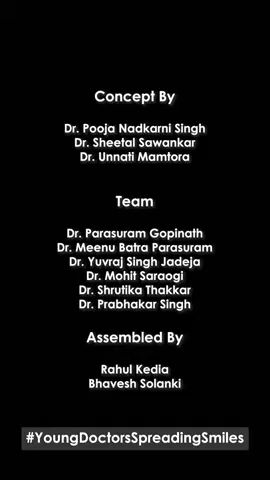 Concept By
Dr. Pooja Nadkarni Singh
Dr. Sheetal Sawankar
Dr. Unnati Mamtora
Team
Dr. Parasuram Gopinath
Dr. Meenu Batra Parasuram
Dr. Yuvraj Singh Jadeja
Dr. Mohit Saraogi
Dr. Shrutika Thakkar
Dr. Prabhakar Singh
Assembled By
Rahul Kedia
Bhavesh Solanki
#YoungDoctorsSpreadingSmiles